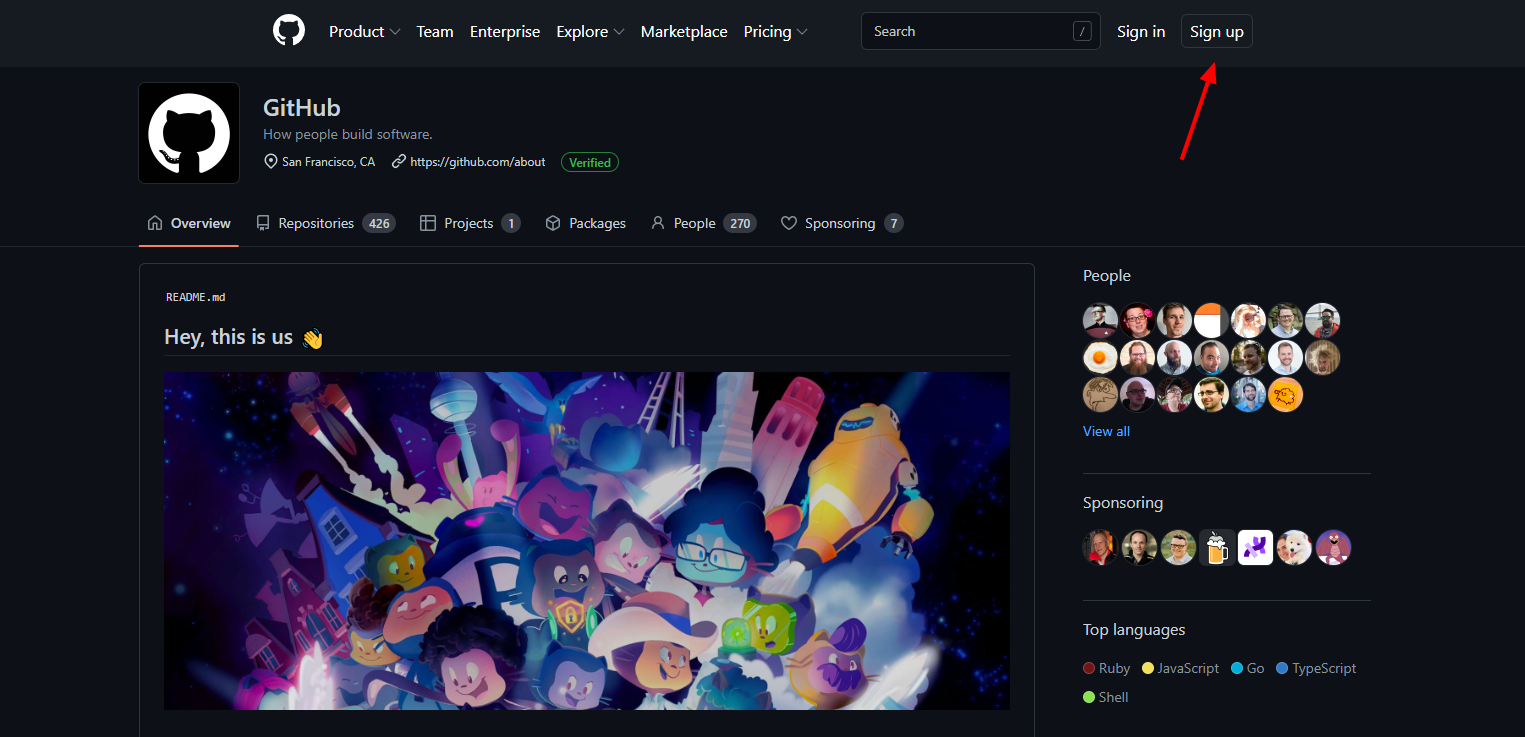 Product Team Enterprise Explore Marketplace Pricing Search / Sign in Sign up
GitHub
How people build software.
San Francisco, CA https://github.com/about Verified
Overview Repositories 426 Projects 1 Packages People 270 Sponsoring 7
README.md
Hey, this is us 👋
People
View all
Sponsoring
Top languages
Ruby JavaScript Go TypeScript
Shell